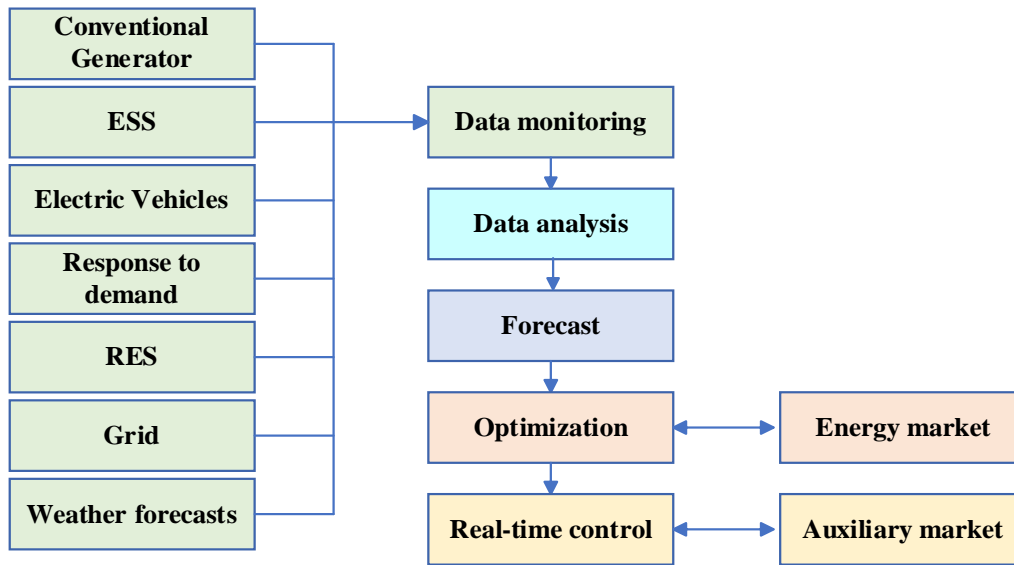 Conventional
Generator
ESS
Electric Vehicles
Response to
demand
RES
Grid
Weather forecasts
Data monitoring
Data analysis
Forecast
Optimization
Energy market
Real-time control
Auxiliary market